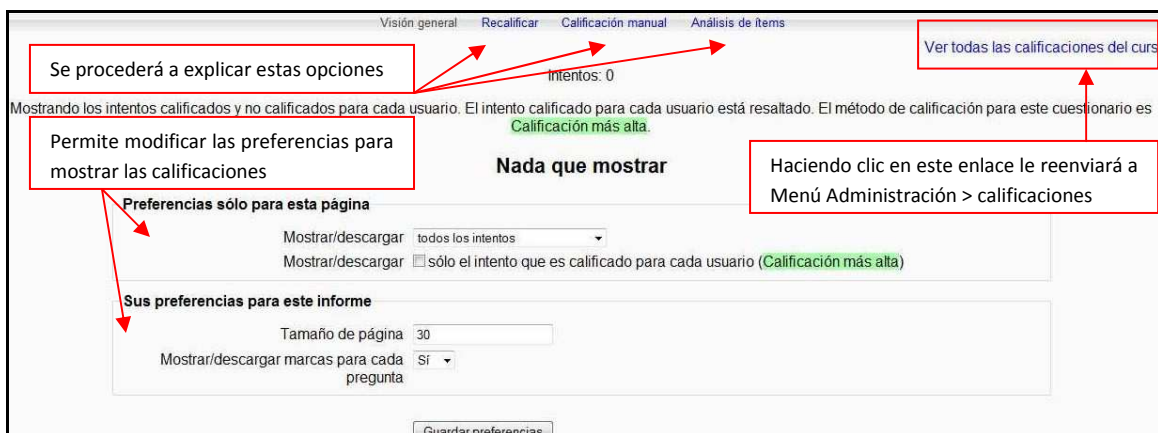 Visión general Recalificar Calificación manual Análisis de ítems
Ver todas las calificaciones del curs
Se procederá a explicar estas opciones
Intentos: 0
Mostrando los intentos calificados y no calificados para cada usuario. El intento calificado para cada usuario está resaltado. El método de calificación para este cuestionario es
Calificación más alta.
Permite modificar las preferencias para
mostrar las calificaciones
Nada que mostrar
Haciendo clic en este enlace le reenviará a
Menú Administración > calificaciones
Preferencias sólo para esta página
Mostrar/descargar todos los intentos
Mostrar/descargar sólo el intento que es calificado para cada usuario (Calificación más alta)
Sus preferencias para este informe
Tamaño de página 30
Mostrar/descargar marcas para cada Sí
pregunta
Guardar preferencias